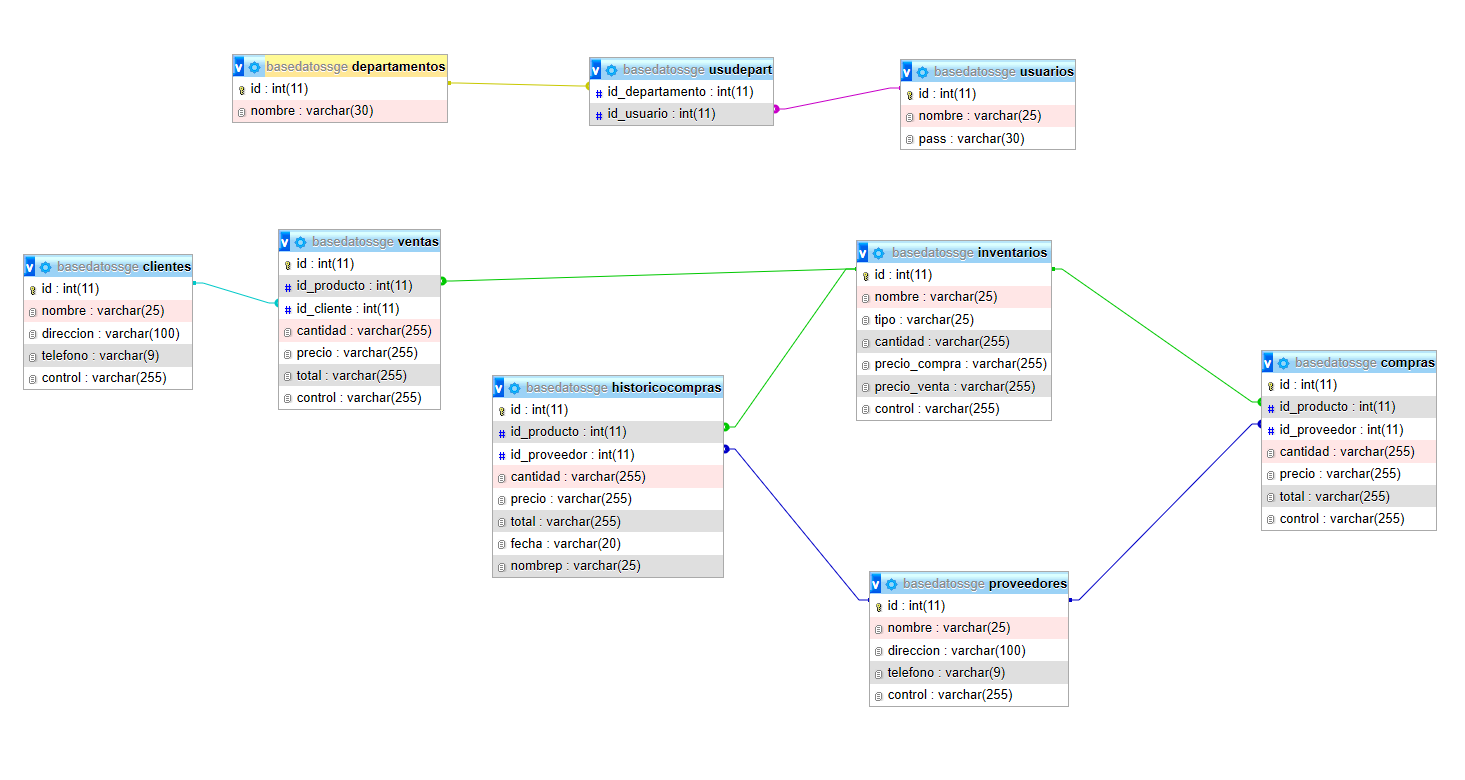 basedatossge departamentos
id : int(11)
nombre : varchar(30)
basedatossge usudepart
id_departamento : int(11)
id_usuario : int(11)
basedatossge usuarios
id : int(11)
nombre : varchar(25)
pass : varchar(30)
basedatossge clientes
id : int(11)
nombre : varchar(25)
direccion : varchar(100)
telefono : varchar(9)
control : varchar(255)
basedatossge ventas
id : int(11)
id_producto : int(11)
id_cliente : int(11)
cantidad : varchar(255)
precio : varchar(255)
total : varchar(255)
control : varchar(255)
basedatossge historicocompras
id : int(11)
id_producto : int(11)
id_proveedor : int(11)
cantidad : varchar(255)
precio : varchar(255)
total : varchar(255)
fecha : varchar(20)
nombrep : varchar(25)
basedatossge inventarios
id : int(11)
nombre : varchar(25)
tipo : varchar(25)
cantidad : varchar(255)
precio_compra : varchar(255)
precio_venta : varchar(255)
control : varchar(255)
basedatossge compras
id : int(11)
id_producto : int(11)
id_proveedor : int(11)
cantidad : varchar(255)
precio : varchar(255)
total : varchar(255)
control : varchar(255)
basedatossge proveedores
id : int(11)
nombre : varchar(25)
direccion : varchar(100)
telefono : varchar(9)
control : varchar(255)